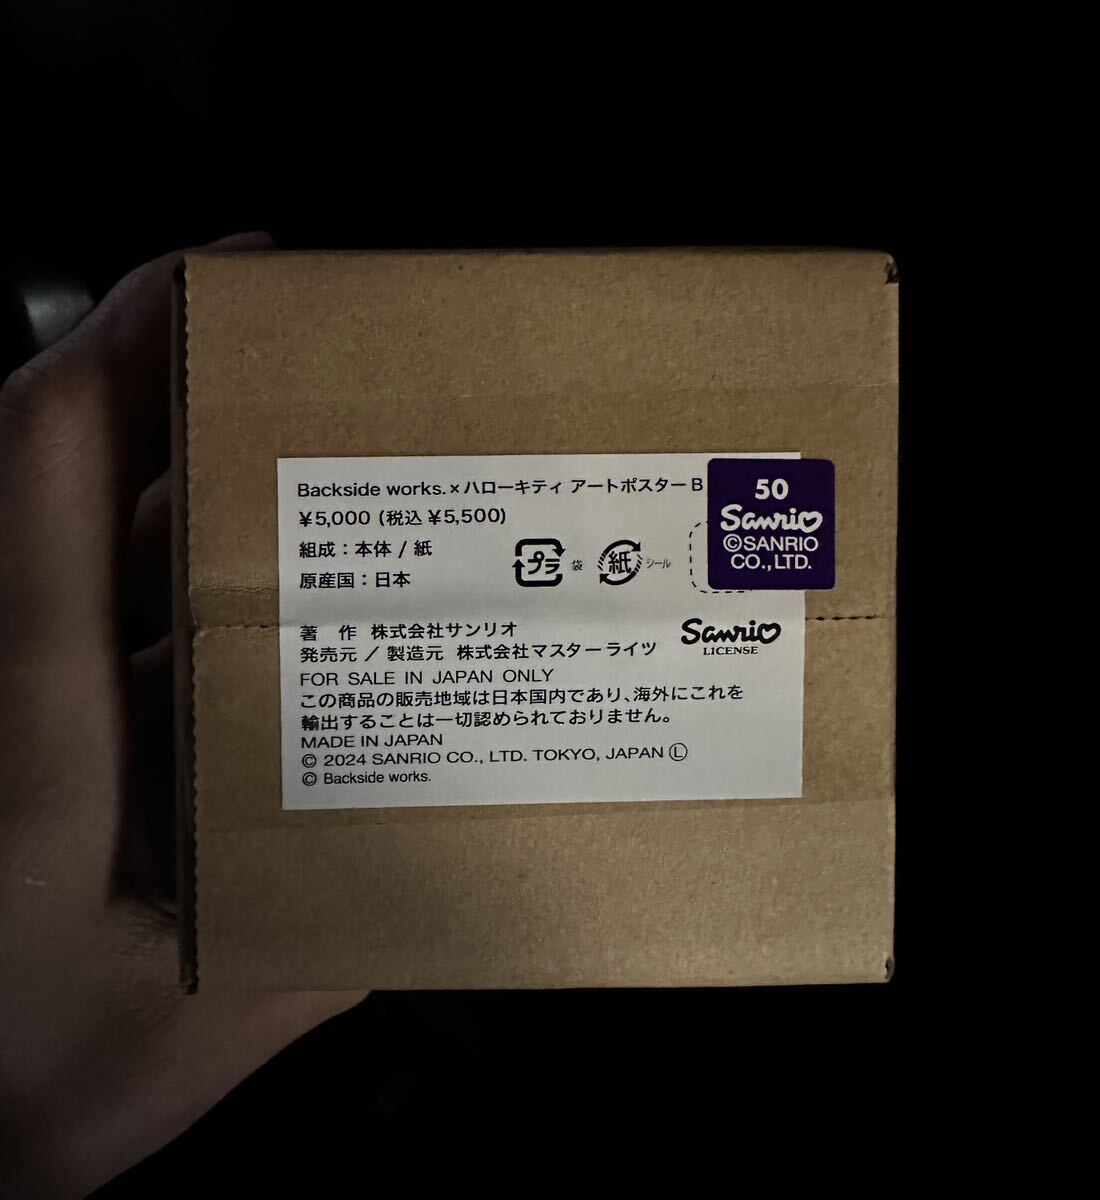 Backside works.×ハローキティ アートポスターB
¥5,000 (税込 ¥5,500)
組成：本体 / 紙
原産国：日本
プラ 袋
紙 シール
50
Sanrio
©SANRIO
CO.,LTD.
著 作 株式会社サンリオ
発売元 / 製造元 株式会社マスターライツ
Sanrio
LICENSE
FOR SALE IN JAPAN ONLY
この商品の販売地域は日本国内であり、海外にこれを
輸出することは一切認められておりません。
MADE IN JAPAN
© 2024 SANRIO CO., LTD. TOKYO, JAPAN Ⓛ
© Backside works.